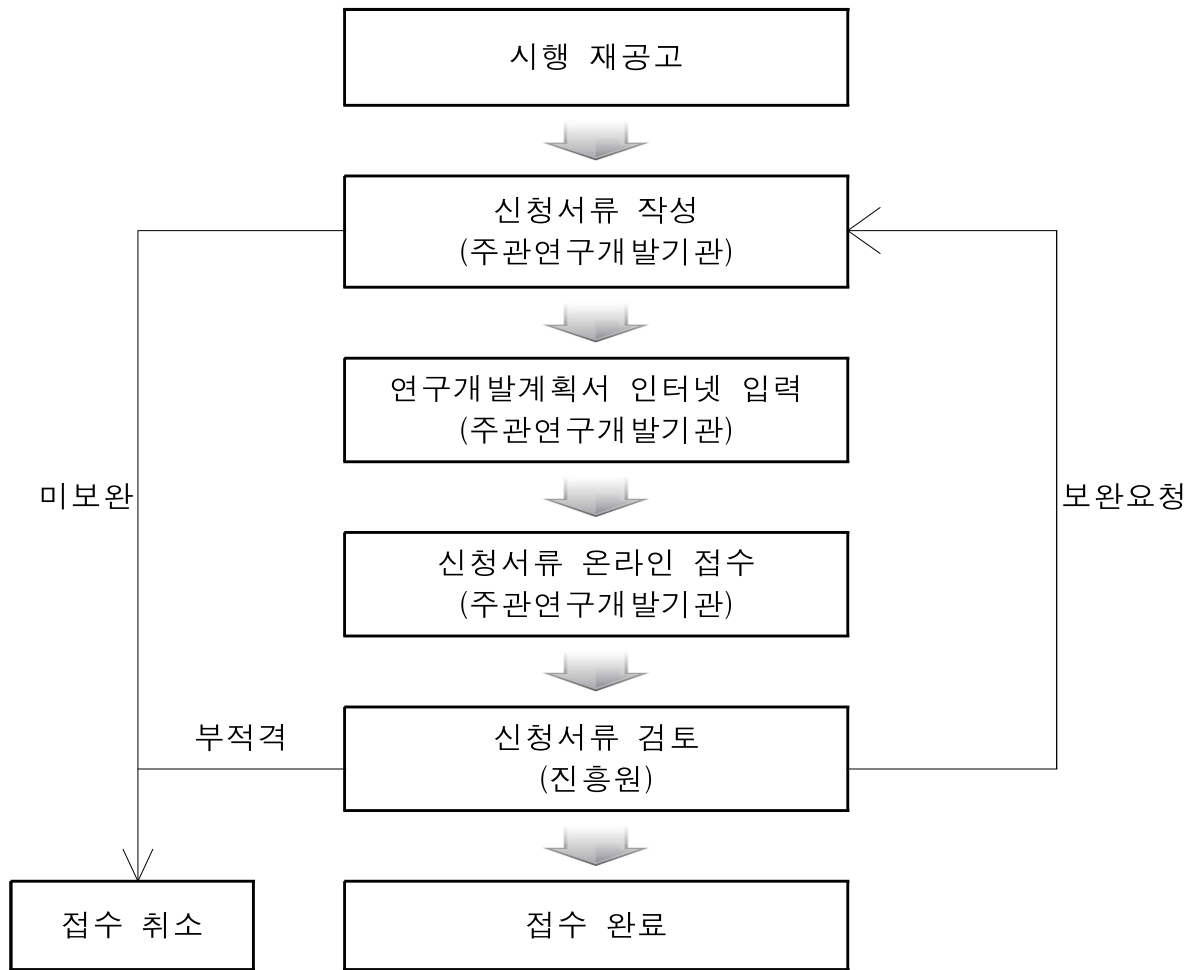 시행 재공고
신청서류 작성
(주관연구개발기관)
연구개발계획서 인터넷 입력
(주관연구개발기관)
미보완
보완요청
신청서류 온라인 접수
(주관연구개발기관)
부적격
신청서류 검토
(진흥원)
접수 취소
접수 완료